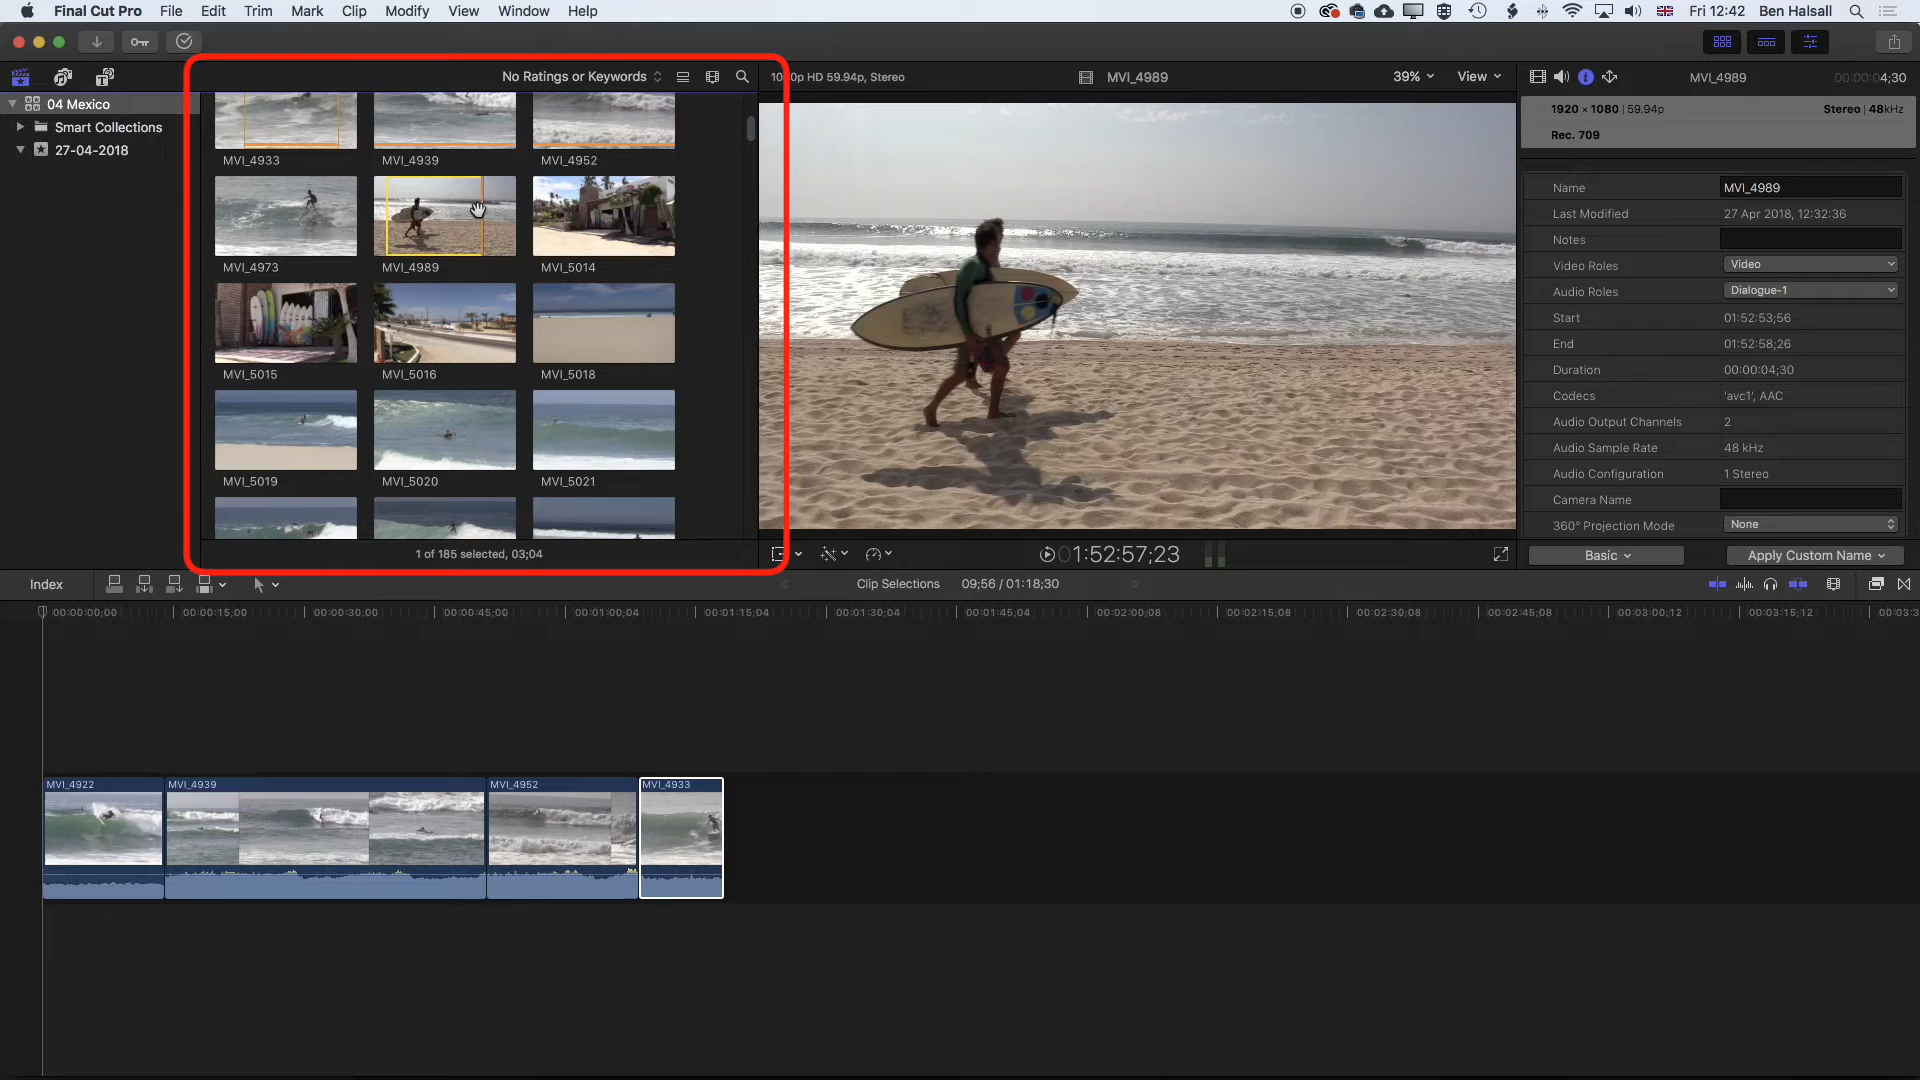 Final Cut Pro File Edit Trim Mark Clip Modify View Window Help Fri 12:42 Ben Halsall
No Ratings or Keywords
1080p HD 59.94p, Stereo MVI_4989 39% View
MVI_4989 00:00:04;30
04 Mexico
Smart Collections
27-04-2018
MVI_4933 MVI_4939 MVI_4952
MVI_4973 MVI_4989 MVI_5014
MVI_5015 MVI_5016 MVI_5018
MVI_5019 MVI_5020 MVI_5021
1 of 185 selected, 03;04
01:52:57;23
1920 × 1080 | 59.94p Stereo | 48kHz
Rec. 709
Name MVI_4989
Last Modified 27 Apr 2018, 12:32:36
Notes
Video Roles Video
Audio Roles Dialogue-1
Start 01:52:53;56
End 01:52:58;26
Duration 00:00:04;30
Codecs 'avc1', AAC
Audio Output Channels 2
Audio Sample Rate 48 kHz
Audio Configuration 1 Stereo
Camera Name
360° Projection Mode None
Basic Apply Custom Name
Index Clip Selections 09;56 / 01:18;30
00:00:00;00 00:00:15;00 00:00:30;00 00:00:45;00 00:01:00;04 00:01:15;04 00:01:30;04 00:01:45;04 00:02:00;08 00:02:15;08 00:02:30;08 00:02:45;08 00:03:00;12 00:03:15;12
MVI_4922 MVI_4939 MVI_4952 MVI_4933